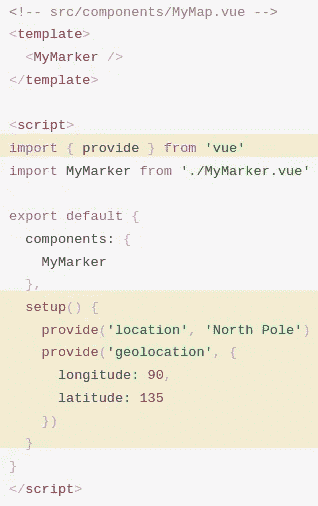 <!-- src/components/MyMap.vue -->
<template>
  <MyMarker />
</template>

<script>
import { provide } from 'vue'
import MyMarker from './MyMarker.vue'

export default {
  components: {
    MyMarker
  },
  setup() {
    provide('location', 'North Pole')
    provide('geolocation', {
      longitude: 90,
      latitude: 135
    })
  }
}
</script>